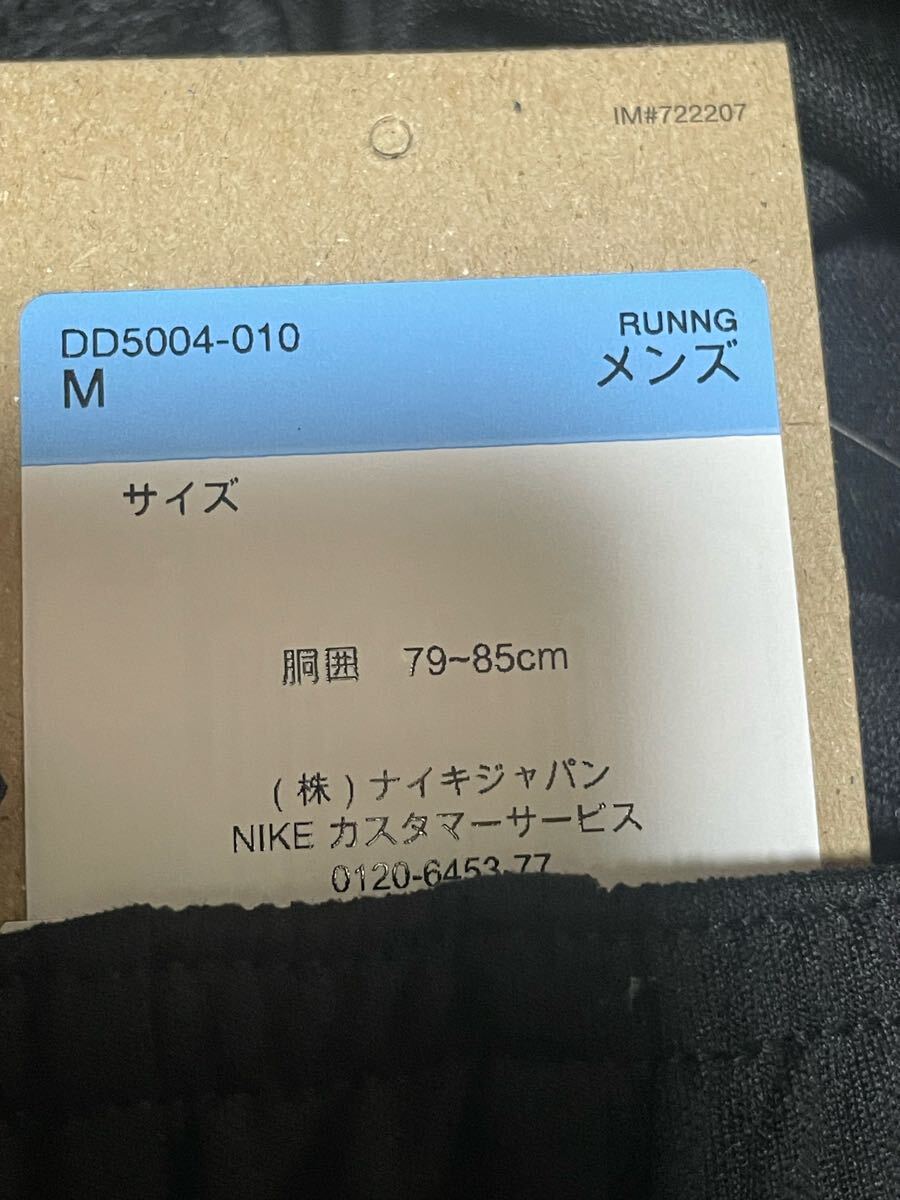 IM#722207
DD5004-010
RUNNG
M
メンズ
サイズ
胴囲 79~85cm
(株)ナイキジャパン
NIKE カスタマーサービス
0120-6453-77